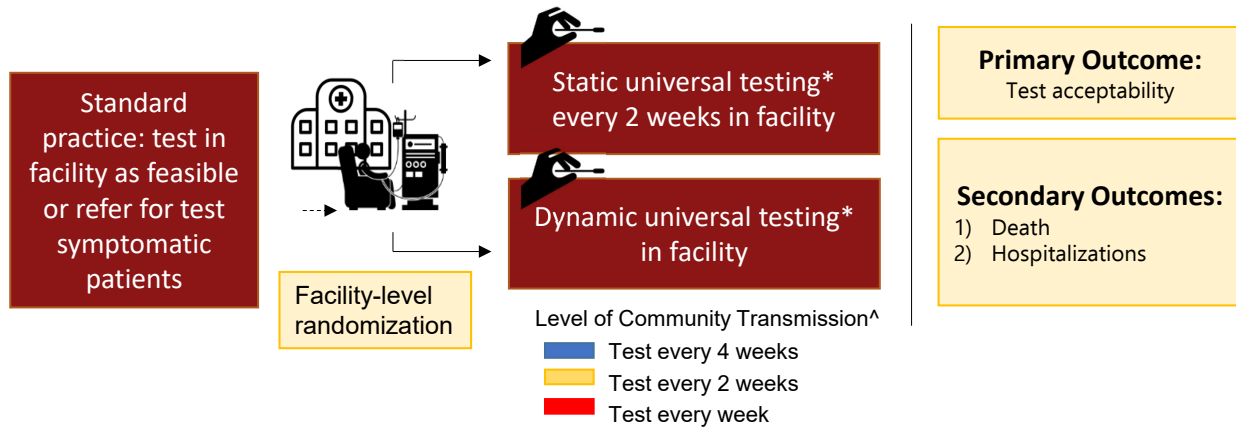 Standard
practice: test in
facility as feasible
or refer for test
symptomatic
patients
Facility-level
randomization
Static universal testing*
every 2 weeks in facility
Dynamic universal testing*
in facility
Level of Community Transmission^
Test every 4 weeks
Test every 2 weeks
Test every week
Primary Outcome:
Test acceptability
Secondary Outcomes:
1) Death
2) Hospitalizations